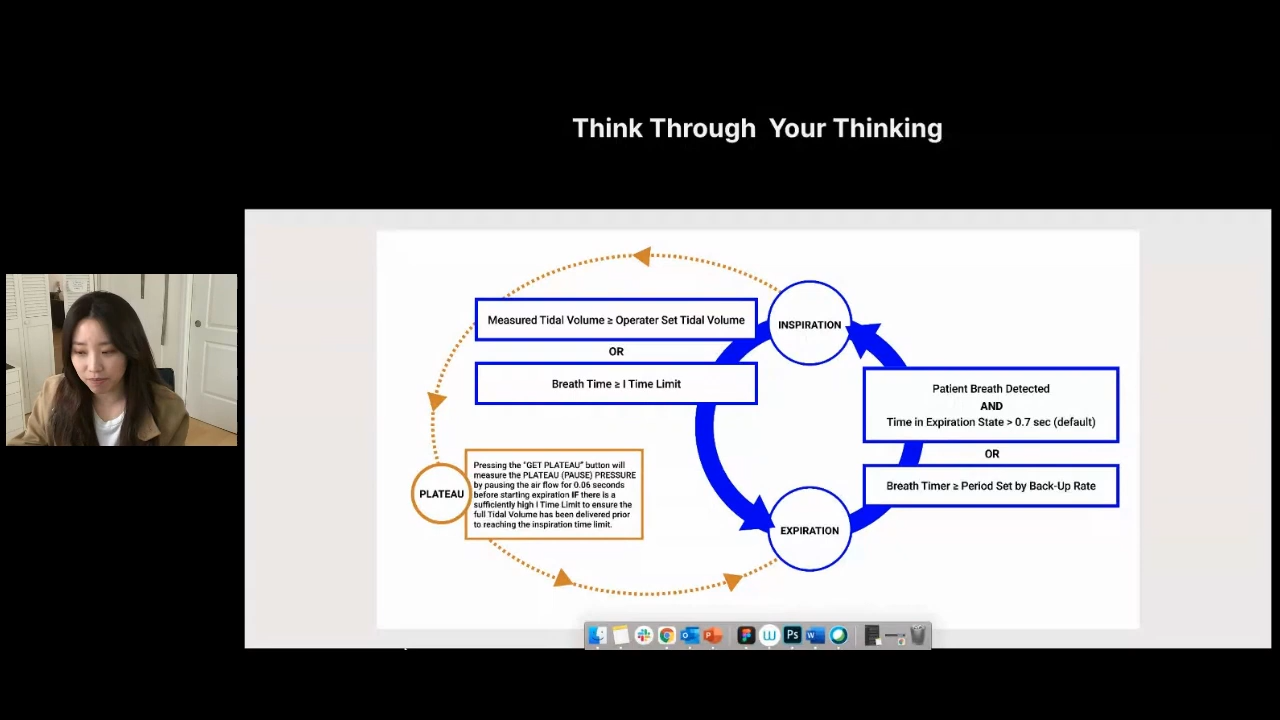 Think Through Your Thinking
INSPIRATION
Measured Tidal Volume ≥ Operater Set Tidal Volume
OR
Breath Time ≥ I Time Limit
Patient Breath Detected
AND
Time in Expiration State > 0.7 sec (default)
OR
Breath Timer ≥ Period Set by Back-Up Rate
PLATEAU
Pressing the "GET PLATEAU" button will
measure the PLATEAU (PAUSE) PRESSURE
by pausing the air flow for 0.06 seconds
before starting expiration IF there is a
sufficiently high I Time Limit to ensure the
full Tidal Volume has been delivered prior
to reaching the inspiration time limit.
EXPIRATION
Ps
W